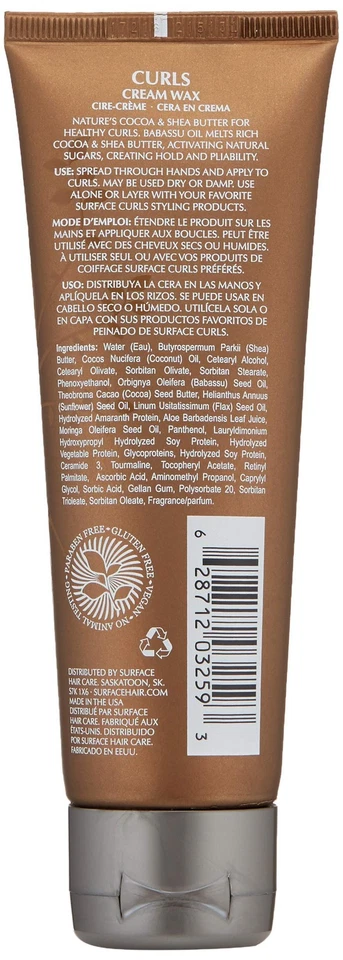 CURLS
CREAM WAX
CIRE-CRÈME · CERA EN CREMA
NATURE'S COCOA & SHEA BUTTER FOR
HEALTHY CURLS. BABASSU OIL MELTS RICH
COCOA & SHEA BUTTER, ACTIVATING NATURAL
SUGARS, CREATING HOLD AND PLIABILITY.
USE: SPREAD THROUGH HANDS AND APPLY TO
CURLS. MAY BE USED DRY OR DAMP. USE
ALONE OR LAYER WITH YOUR FAVORITE
SURFACE CURLS STYLING PRODUCTS.
MODE D'EMPLOI: ÉTENDRE LE PRODUIT SUR LES
MAINS ET APPLIQUER AUX BOUCLES. PEUT ÊTRE
UTILISÉ AVEC DES CHEVEUX SECS OU HUMIDES.
À UTILISER SEUL OU AVEC VOS PRODUITS DE
COIFFAGE SURFACE CURLS PRÉFÉRÉS.
USO: DISTRIBUYA LA CERA EN LAS MANOS Y
APLÍQUELA EN LOS RIZOS. SE PUEDE USAR EN
CABELLO SECO O HÚMEDO. UTILÍCELA SOLA O
EN CAPA CON SUS PRODUCTOS FAVORITOS DE
PEINADO DE SURFACE CURLS.
Ingredients: Water (Eau), Butyrospermum Parkii (Shea)
Butter, Cocos Nucifera (Coconut) Oil, Cetearyl Alcohol,
Cetearyl Olivate, Sorbitan Olivate, Sorbitan Stearate,
Phenoxyethanol, Orbignya Oleifera (Babassu) Seed Oil,
Theobroma Cacao (Cocoa) Seed Butter, Helianthus Annuus
(Sunflower) Seed Oil, Linum Usitatissimum (Flax) Seed Oil,
Hydrolyzed Amaranth Protein, Aloe Barbadensis Leaf Juice,
Moringa Oleifera Seed Oil, Panthenol, Lauryldimonium
Hydroxypropyl Hydrolyzed Soy Protein, Hydrolyzed
Vegetable Protein, Glycoproteins, Hydrolyzed Soy Protein,
Ceramide 3, Tourmaline, Tocopheryl Acetate, Retinyl
Palmitate, Ascorbic Acid, Aminomethyl Propanol, Caprylyl
Glycol, Sorbic Acid, Gellan Gum, Polysorbate 20, Sorbitan
Trioleate, Sorbitan Oleate, Fragrance/parfum.
PARABEN FREE · GLUTEN FREE · VEGAN · NO ANIMAL TESTING ·
6 28712 03259 3
DISTRIBUTED BY SURFACE
HAIR CARE. SASKATOON, SK.
S7K 1X6 · SURFACEHAIR.COM
MADE IN THE USA
DISTRIBUÉ PAR SURFACE
HAIR CARE. FABRIQUÉ AUX
ÉTATS-UNIS. DISTRIBUIDO
POR SURFACE HAIR CARE.
FABRICADO EN EEUU.